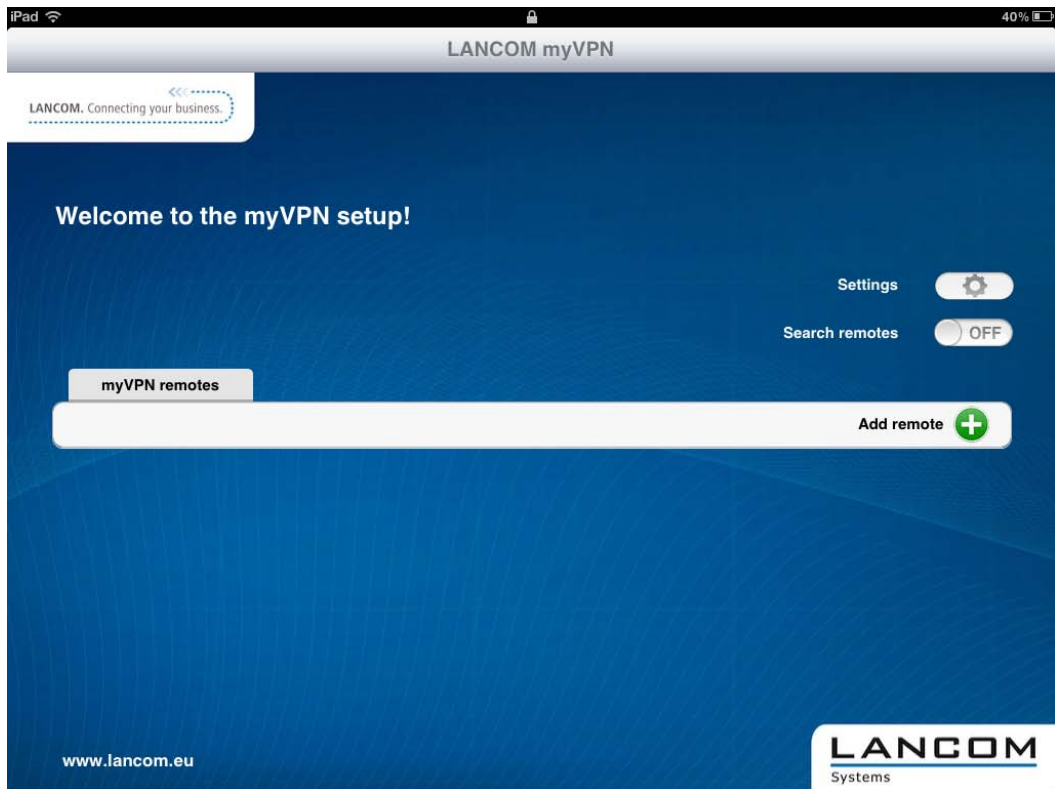 iPad 40%
LANCOM myVPN
LANCOM. Connecting your business.
Welcome to the myVPN setup!
Settings
Search remotes OFF
myVPN remotes
Add remote
www.lancom.eu
LANCOM
Systems